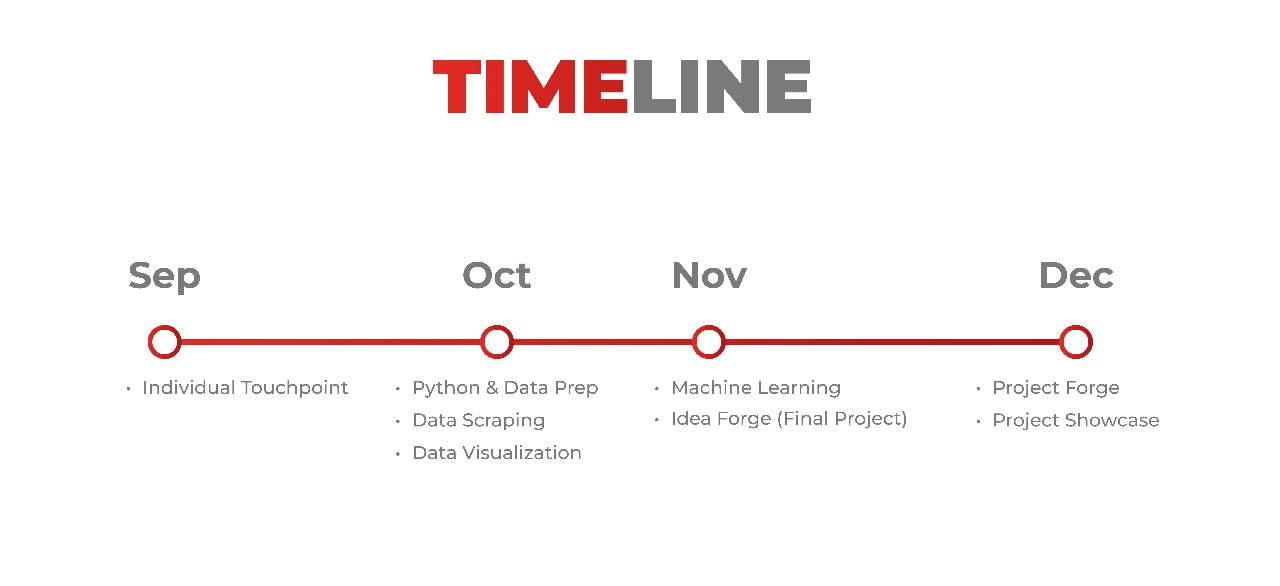 TIMELINE
Sep
Oct
Nov
Dec
• Individual Touchpoint
• Python & Data Prep
• Data Scraping
• Data Visualization
• Machine Learning
• Idea Forge (Final Project)
• Project Forge
• Project Showcase